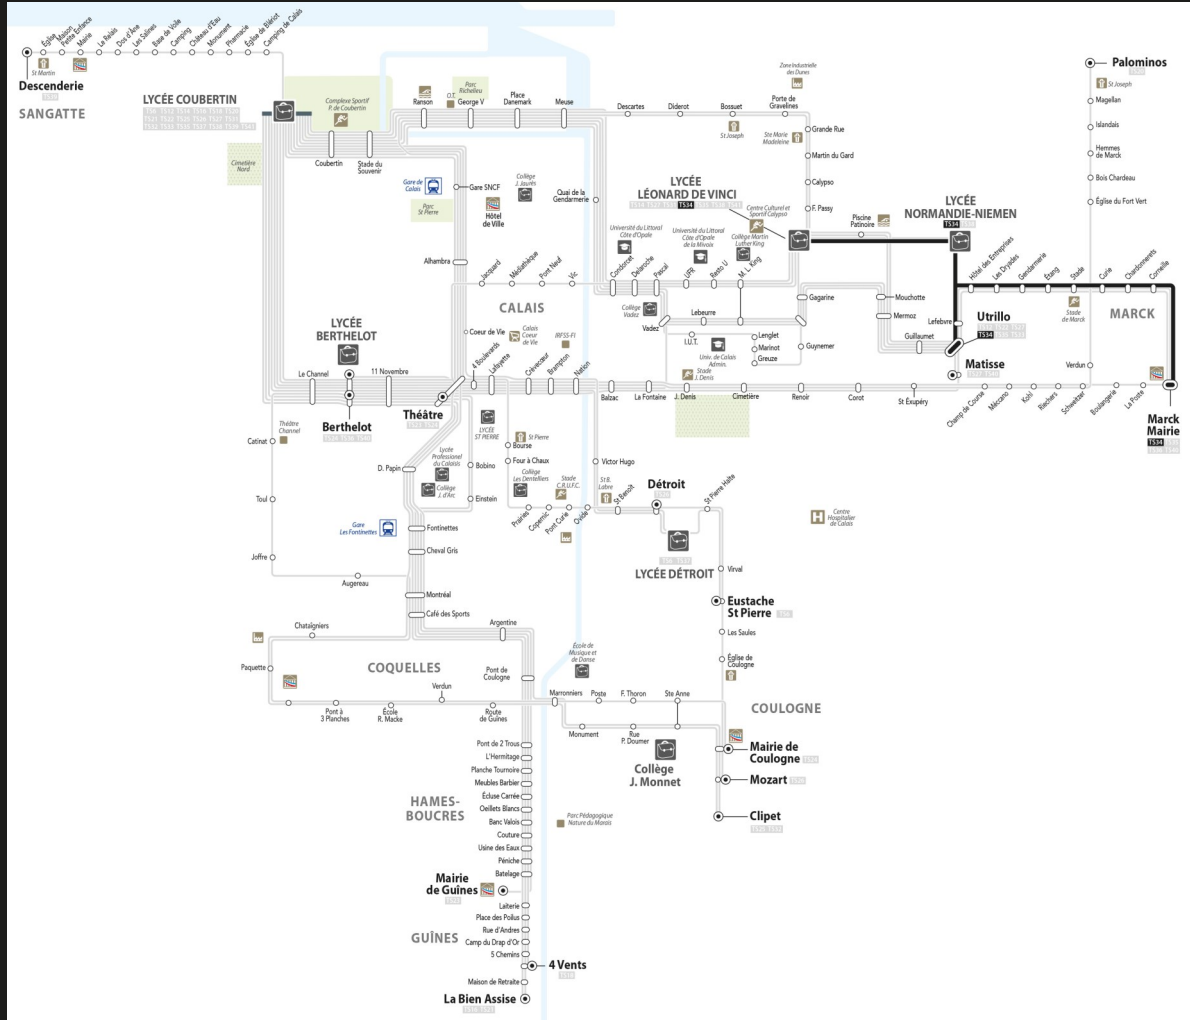 Église
Maison
Petite Enfance
Mairie
Le Relais
Dos d'Âne
Les Salines
Base de Voile
Camping
Château d'Eau
Monument
Pharmacie
Église de Blériot
Camping de Calais
St Martin
Descenderie
SANGATTE
LYCÉE COUBERTIN
Complexe Sportif
P. de Coubertin
Cimetière
Nord
Coubertin
Stade du
Souvenir
Ranson
O.T.
Parc
Richelieu
George V
Place
Danemark
Meuse
Descartes
Diderot
Bossuet
St Joseph
Zone Industrielle
des Dunes
Porte de
Gravelines
Ste Marie
Madeleine
Grande Rue
Martin du Gard
Calypso
F. Passy
Palominos
St Joseph
Magellan
Islandais
Hemmes
de Marck
Bois Chardeau
Église du Fort Vert
Gare de
Calais
Gare SNCF
Parc
St Pierre
Hôtel
de Ville
Collège
J. Jaurès
Quai de la
Gendarmerie
LYCÉE
LÉONARD DE VINCI
TS34
Centre Culturel et
Sportif Calypso
Collège Martin
Luther King
Université du Littoral
Côte d'Opale
Université du Littoral
Côte d'Opale
de la Mivoix
Piscine
Patinoire
LYCÉE
NORMANDIE-NIEMEN
TS34
Alhambra
Jacquard
Médiathèque
Pont Neuf
Vic
Condorcet
Delaroche
Pascal
UFR
Resto U
M. L. King
Hôtel des Entreprises
Les Dryades
Gendarmerie
Etang
Stade
Curie
Chardonnerets
Corneille
Stade
de Marck
MARCK
CALAIS
Collège
Vadez
Vadez
Lebeurre
Gagarine
Mouchotte
Mermoz
Lefebvre
Guillaumet
Utrillo
TS34
LYCÉE
BERTHELOT
Coeur de Vie
Calais
Coeur
de Vie
IRFSS-FI
I.U.T.
Univ. de Calais
Admin.
Lenglet
Marinot
Greuze
Guynemer
Matisse
Verdun
Le Channel
11 Novembre
4 Boulevards
Lafayette
Crèvecœur
Brampton
Nation
Balzac
La Fontaine
Stade
J. Denis
J. Denis
Cimetière
Renoir
Corot
St Éxupéry
Champ de Course
Méccano
Kohl
Riechers
Schweitzer
Boulangerie
La Poste
Marck
Mairie
TS34
Théâtre
Berthelot
Théâtre
Channel
Catinat
LYCÉE
ST PIERRE
St Pierre
Bourse
D. Papin
Lycée
Professionel
du Calaisis
Collège
J. d'Arc
Bobino
Einstein
Four à Chaux
Collège
Les Dentelliers
Stade
C.R.U.F.C.
Victor Hugo
St B.
Labre
St Benoît
Détroit
St Pierre Halte
Prairies
Copernic
Pont Curie
Ovide
Centre
Hospitalier
de Calais
Toul
Gare
Les Fontinettes
Fontinettes
Cheval Gris
Joffre
Augereau
Montréal
Café des Sports
LYCÉE DÉTROIT
Virval
Eustache
St Pierre
Les Saules
Église de
Coulogne
Chataîgniers
Argentine
École de
Musique et
de Danse
Paquette
COQUELLES
Pont de
Coulogne
Verdun
Pont à
3 Planches
École
R. Macke
Route
de Guînes
Marronniers
Poste
F. Thoron
Ste Anne
COULOGNE
Monument
Rue
P. Doumer
Collège
J. Monnet
Mairie de
Coulogne
Mozart
Clipet
Pont de 2 Trous
L'Hermitage
Planche Tournoire
Meubles Barbier
Écluse Carrée
Oeillets Blancs
Banc Valois
Couture
Usine des Eaux
Péniche
Batelage
HAMES-
BOUCRES
Parc Pédagogique
Nature du Marais
Mairie
de Guînes
Laiterie
Place des Poilus
Rue d'Andres
Camp du Drap d'Or
5 Chemins
GUÎNES
4 Vents
Maison de Retraite
La Bien Assise